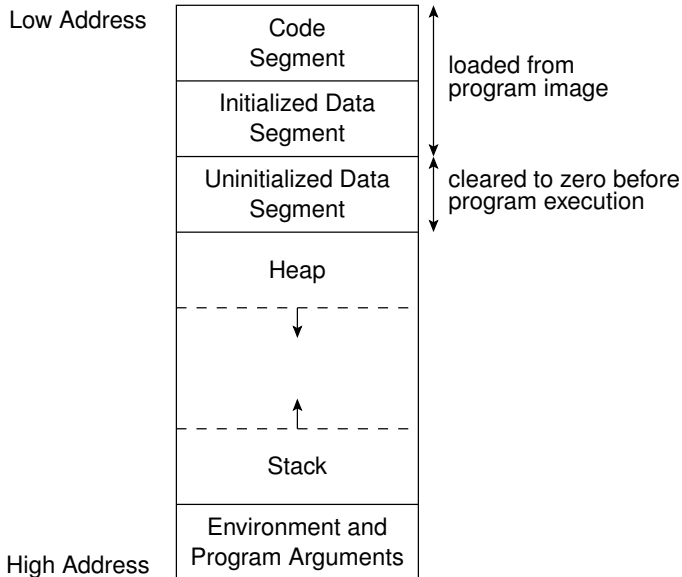 Low Address
Code
Segment
loaded from
program image
Initialized Data
Segment
Uninitialized Data
Segment
cleared to zero before
program execution
Heap
Stack
Environment and
Program Arguments
High Address